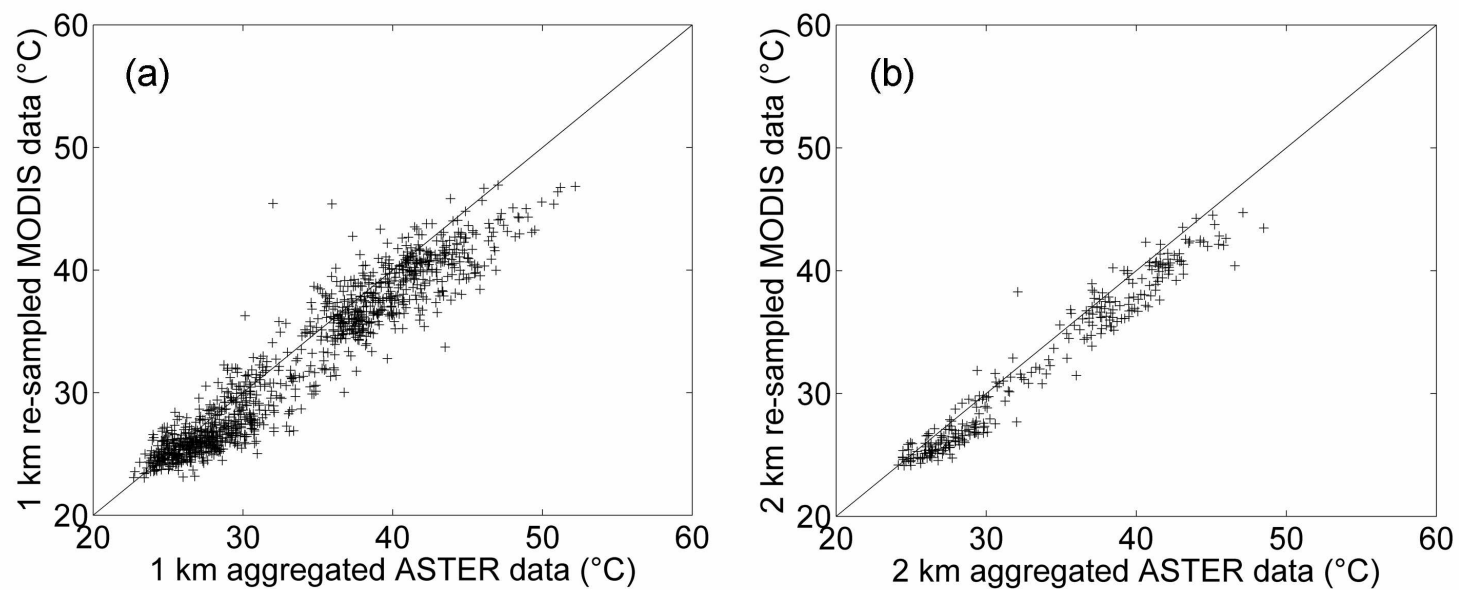 (a)
1 km re-sampled MODIS data (°C)
60
50
40
30
20
20 30 40 50 60
1 km aggregated ASTER data (°C)
(b)
2 km re-sampled MODIS data (°C)
60
50
40
30
20
20 30 40 50 60
2 km aggregated ASTER data (°C)